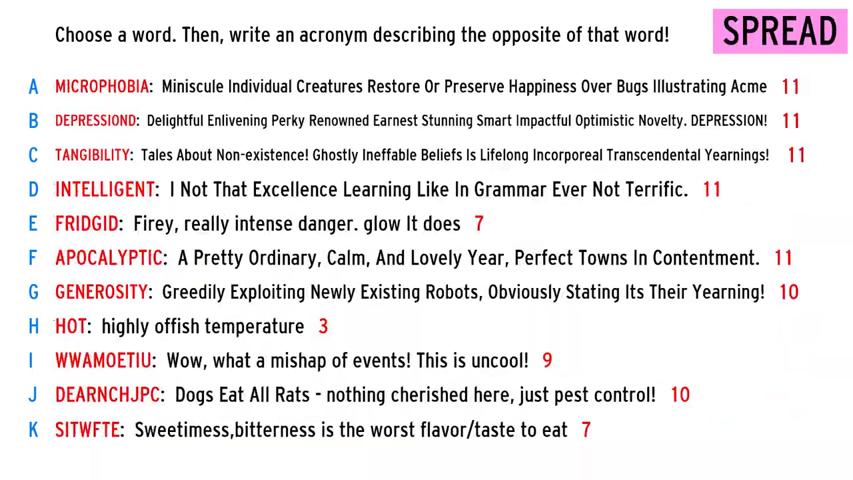 Choose a word. Then, write an acronym describing the opposite of that word!
SPREAD
A MICROPHOBIA: Miniscule Individual Creatures Restore Or Preserve Happiness Over Bugs Illustrating Acme 11
B DEPRESSIOND: Delightful Enlivening Perky Renowned Earnest Stunning Smart Impactful Optimistic Novelty. DEPRESSION! 11
C TANGIBILITY: Tales About Non-existence! Ghostly Ineffable Beliefs Is Lifelong Incorporeal Transcendental Yearnings! 11
D INTELLIGENT: I Not That Excellence Learning Like In Grammar Ever Not Terrific. 11
E FRIDGID: Firey, really intense danger. glow It does 7
F APOCALYPTIC: A Pretty Ordinary, Calm, And Lovely Year, Perfect Towns In Contentment. 11
G GENEROSITY: Greedily Exploiting Newly Existing Robots, Obviously Stating Its Their Yearning! 10
H HOT: highly offish temperature 3
I WWAMOETIU: Wow, what a mishap of events! This is uncool! 9
J DEARNCHJPC: Dogs Eat All Rats - nothing cherished here, just pest control! 10
K SITWFTE: Sweetimess,bitterness is the worst flavor/taste to eat 7